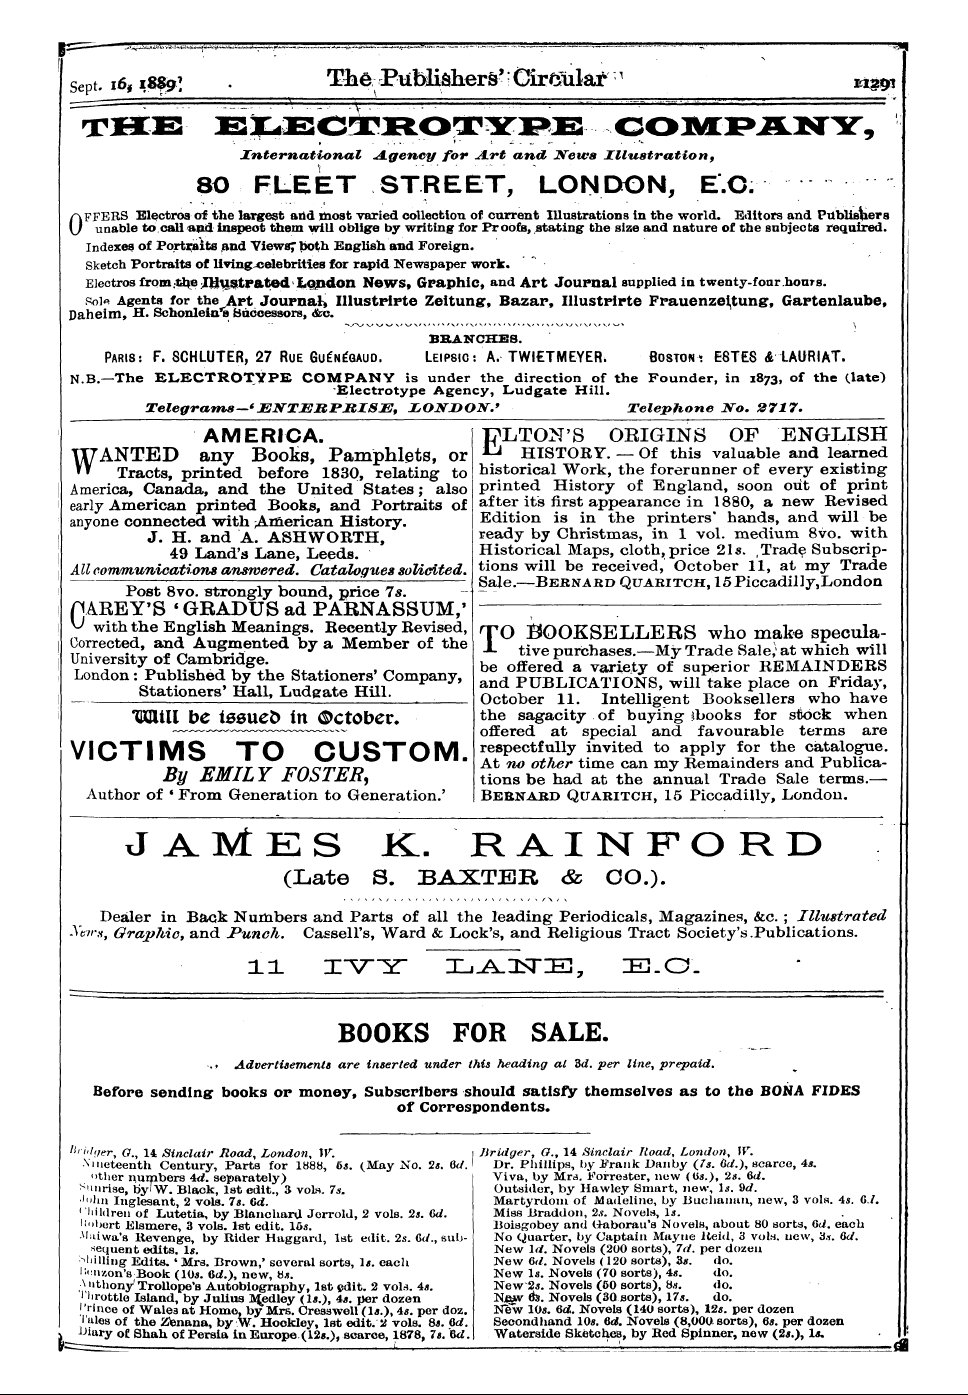 Sept. 16, 1889 The Publishers' Circular 1129
THE ELECTROTYPE COMPANY,
International Agency for Art and News Illustration,
80 FLEET STREET, LONDON, E.C.
OFFERS Electros of the largest and most varied collection of current Illustrations in the world. Editors and Publishers
unable to call and inspect them will oblige by writing for Proofs, stating the size and nature of the subjects required.
Indexes of Portraits and Views, both English and Foreign.
Sketch Portraits of living celebrities for rapid Newspaper work.
Electros from the Illustrated London News, Graphic, and Art Journal supplied in twenty-four hours.
Sole Agents for the Art Journal, Illustrirte Zeitung, Bazar, Illustrirte Frauenzeitung, Gartenlaube,
Daheim, H. Schonlein's Successors, &c.
BRANCHES.
PARIS: F. SCHLUTER, 27 RUE GUÉNÉGAUD. LEIPSIC: A. TWIETMEYER. BOSTON: ESTES & LAURIAT.
N.B.—The ELECTROTYPE COMPANY is under the direction of the Founder, in 1873, of the (late)
Electrotype Agency, Ludgate Hill.
Telegrams—'ENTERPRISE, LONDON.' Telephone No. 2717.
AMERICA.
WANTED any Books, Pamphlets, or
Tracts, printed before 1830, relating to
America, Canada, and the United States; also
early American printed Books, and Portraits of
anyone connected with American History.
J. H. and A. ASHWORTH,
49 Land's Lane, Leeds.
All communications answered. Catalogues solicited.
Post 8vo. strongly bound, price 7s.
CAREY'S 'GRADUS ad PARNASSUM,'
with the English Meanings. Recently Revised,
Corrected, and Augmented by a Member of the
University of Cambridge.
London: Published by the Stationers' Company,
Stationers' Hall, Ludgate Hill.
Will be issued in October.
VICTIMS TO CUSTOM.
By EMILY FOSTER,
Author of 'From Generation to Generation.'
ELTON'S ORIGINS OF ENGLISH
HISTORY.—Of this valuable and learned
historical Work, the forerunner of every existing
printed History of England, soon out of print
after its first appearance in 1880, a new Revised
Edition is in the printers' hands, and will be
ready by Christmas, in 1 vol. medium 8vo. with
Historical Maps, cloth, price 21s. Trade Subscrip-
tions will be received, October 11, at my Trade
Sale.—BERNARD QUARITCH, 15 Piccadilly, London
TO BOOKSELLERS who make specula-
tive purchases.—My Trade Sale, at which will
be offered a variety of superior REMAINDERS
and PUBLICATIONS, will take place on Friday,
October 11. Intelligent Booksellers who have
the sagacity of buying books for stock when
offered at special and favourable terms are
respectfully invited to apply for the catalogue.
At no other time can my Remainders and Publica-
tions be had at the annual Trade Sale terms.—
BERNARD QUARITCH, 15 Piccadilly, London.
JAMES K. RAINFORD
(Late S. BAXTER & CO.).
Dealer in Back Numbers and Parts of all the leading Periodicals, Magazines, &c.; Illustrated
News, Graphic, and Punch. Cassell's, Ward & Lock's, and Religious Tract Society's Publications.
11 IVY LANE, E.C.
BOOKS FOR SALE.
Advertisements are inserted under this heading at 3d. per line, prepaid.
Before sending books or money, Subscribers should satisfy themselves as to the BONA FIDES
of Correspondents.
Bridger, G., 14 Sinclair Road, London, W.
Nineteenth Century, Parts for 1888, 5s. (May No. 2s. 6d.
other numbers 4d. separately)
Sunrise, by W. Black, 1st edit., 3 vols. 7s.
John Inglesant, 2 vols. 7s. 6d.
Children of Lutetia, by Blanchard Jerrold, 2 vols. 2s. 6d.
Robert Elsmere, 3 vols. 1st edit. 15s.
Maiwa's Revenge, by Rider Haggard, 1st edit. 2s. 6d., sub-
sequent edits. 1s.
Shilling Edits. 'Mrs. Brown,' several sorts, 1s. each
Benzon's Book (10s. 6d.), new, 8s.
Anthony Trollope's Autobiography, 1st edit. 2 vols. 4s.
Throttle Island, by Julius Medley (1s.), 4s. per dozen
Prince of Wales at Home, by Mrs. Cresswell (1s.), 4s. per doz.
Tales of the Zenana, by W. Hockley, 1st edit. 2 vols. 8s. 6d.
Diary of Shah of Persia in Europe (12s.), scarce, 1878, 7s. 6d.
Bridger, G., 14 Sinclair Road, London, W.
Dr. Phillips, by Frank Danby (7s. 6d.), scarce, 4s.
Viva, by Mrs. Forrester, new (6s.), 2s. 6d.
Outsider, by Hawley Smart, new, 1s. 9d.
Martyrdom of Madeline, by Buchanan, new, 3 vols. 4s. 6d.
Miss Braddon, 2s. Novels, 1s.
Boisgobey and Gaborau's Novels, about 80 sorts, 6d. each
No Quarter, by Captain Mayne Reid, 3 vols. new, 3s. 6d.
New 1d. Novels (200 sorts), 7d. per dozen
New 6d. Novels (120 sorts), 3s. do.
New 1s. Novels (70 sorts), 4s. do.
New 2s. Novels (50 sorts), 8s. do.
New 6s. Novels (30 sorts), 17s. do.
New 10s. 6d. Novels (140 sorts), 12s. per dozen
Secondhand 10s. 6d. Novels (8,000 sorts), 6s. per dozen
Waterside Sketches, by Red Spinner, new (2s.), 1s.